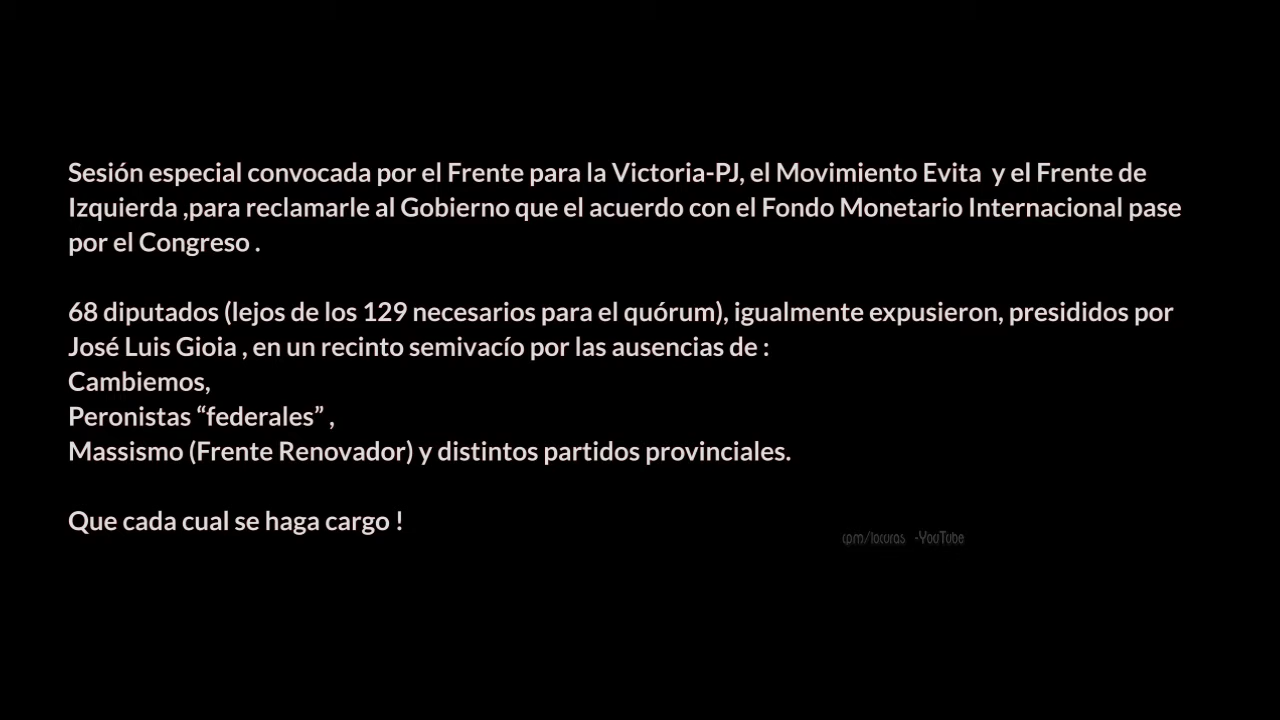 Sesión especial convocada por el Frente para la Victoria-PJ, el Movimiento Evita  y el Frente de
Izquierda ,para reclamarle al Gobierno que el acuerdo con el Fondo Monetario Internacional pase
por el Congreso .
68 diputados (lejos de los 129 necesarios para el quórum), igualmente expusieron, presididos por
José Luis Gioia , en un recinto semivacío por las ausencias de :
Cambiemos,
Peronistas “federales” ,
Massismo (Frente Renovador) y distintos partidos provinciales.
Que cada cual se haga cargo !
cpm/locuras  -YouTube